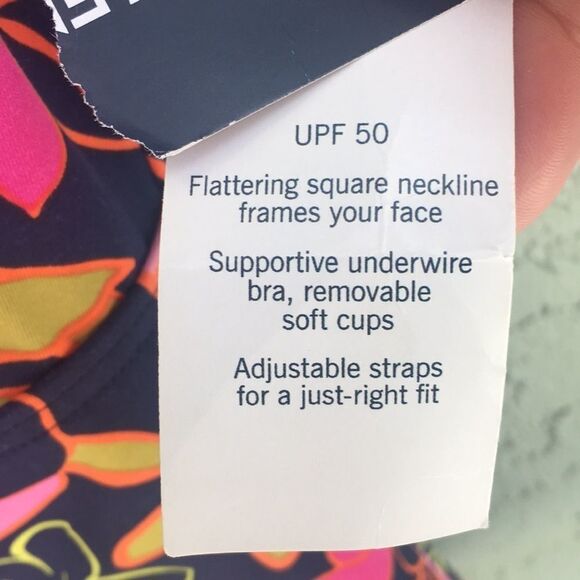 UPF 50
Flattering square neckline
frames your face
Supportive underwire
bra, removable
soft cups
Adjustable straps
for a just-right fit